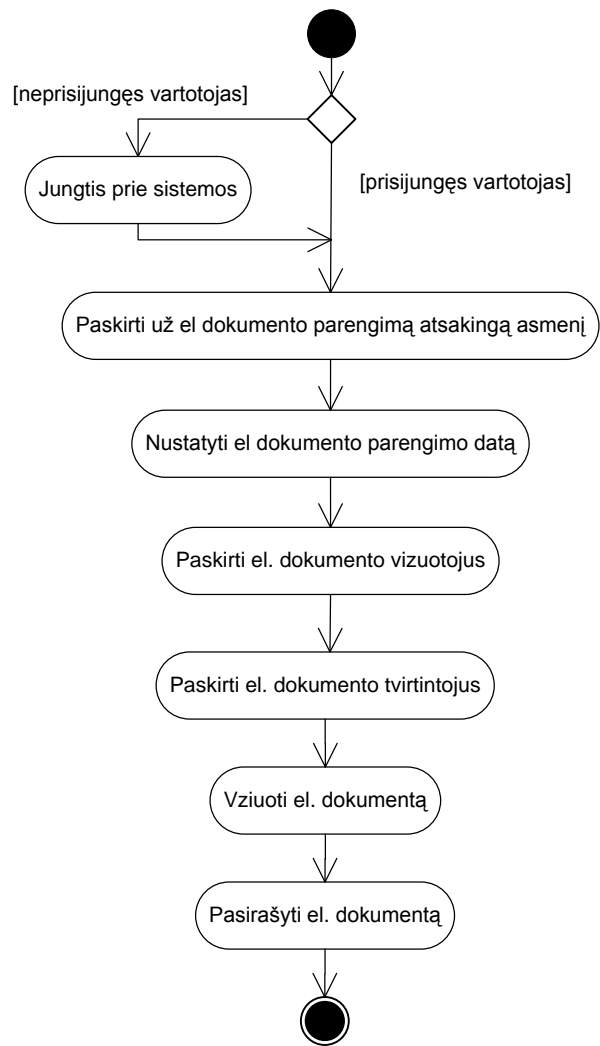 [neprisijungęs vartotojas]
Jungtis prie sistemos
[prisijungęs vartotojas]
Paskirti už el dokumento parengimą atsakingą asmenį
Nustatyti el dokumento parengimo datą
Paskirti el. dokumento vizuotojus
Paskirti el. dokumento tvirtintojus
Vziuoti el. dokumentą
Pasirašyti el. dokumentą